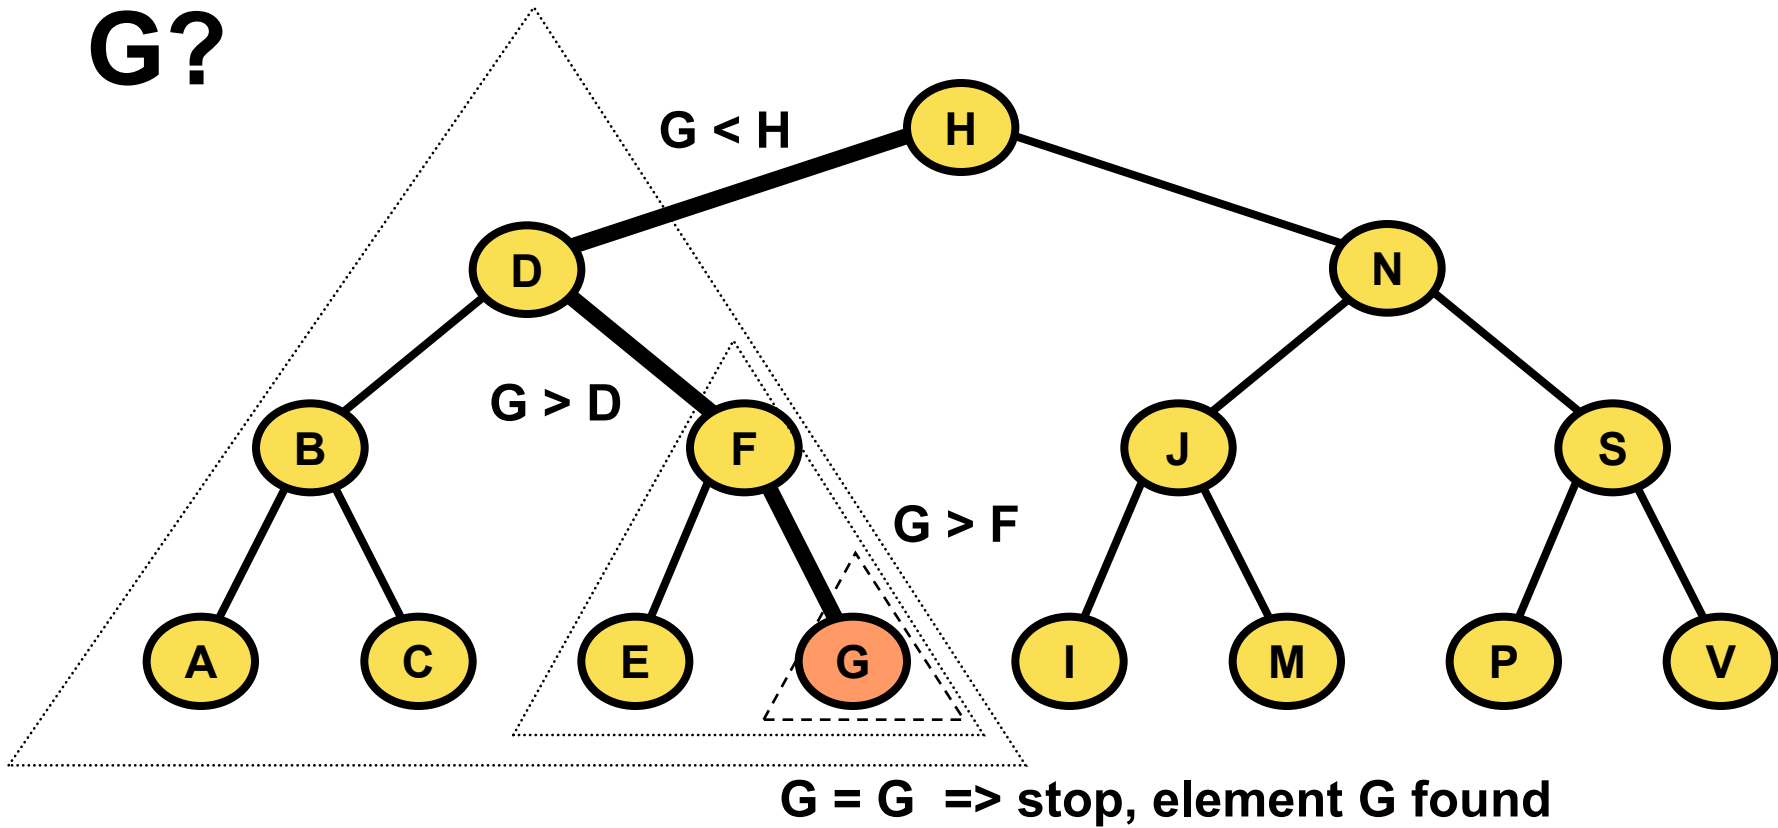 G?
G < H
H
D
N
G > D
B
F
J
S
G > F
A
C
E
G
I
M
P
V
G = G => stop, element G found